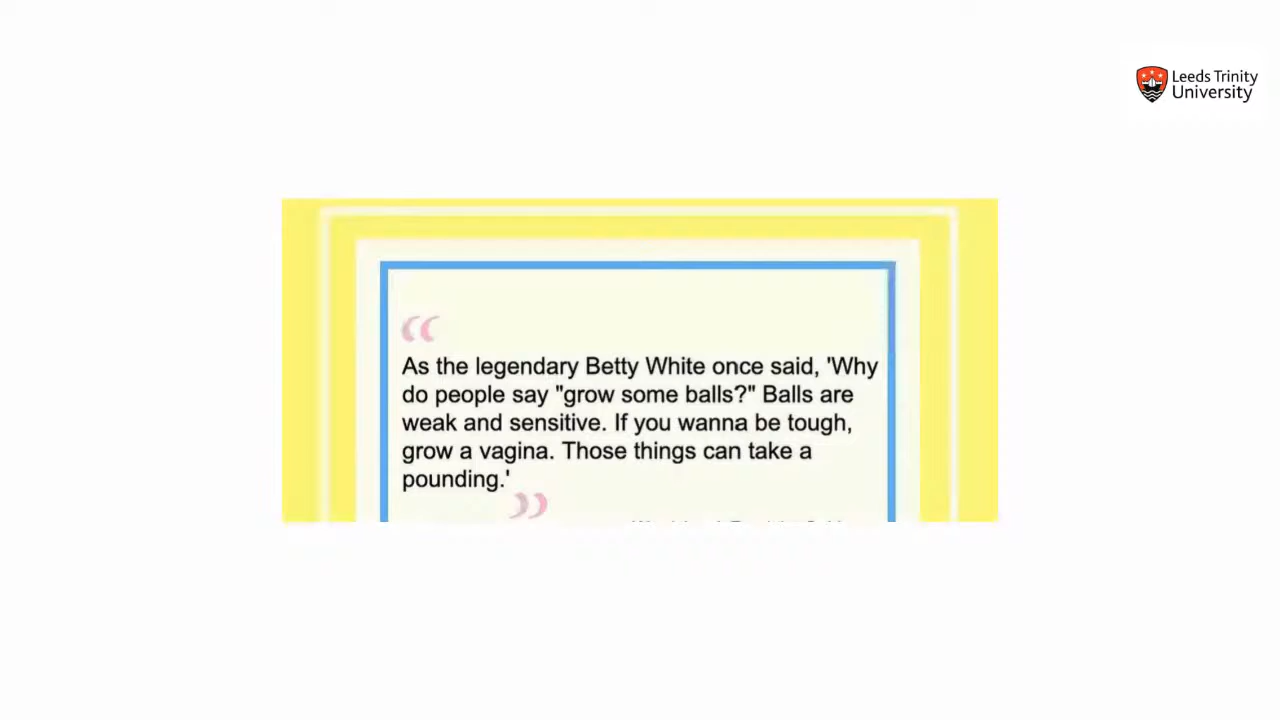 Leeds Trinity
University
As the legendary Betty White once said, 'Why
do people say "grow some balls?" Balls are
weak and sensitive. If you wanna be tough,
grow a vagina. Those things can take a
pounding.'